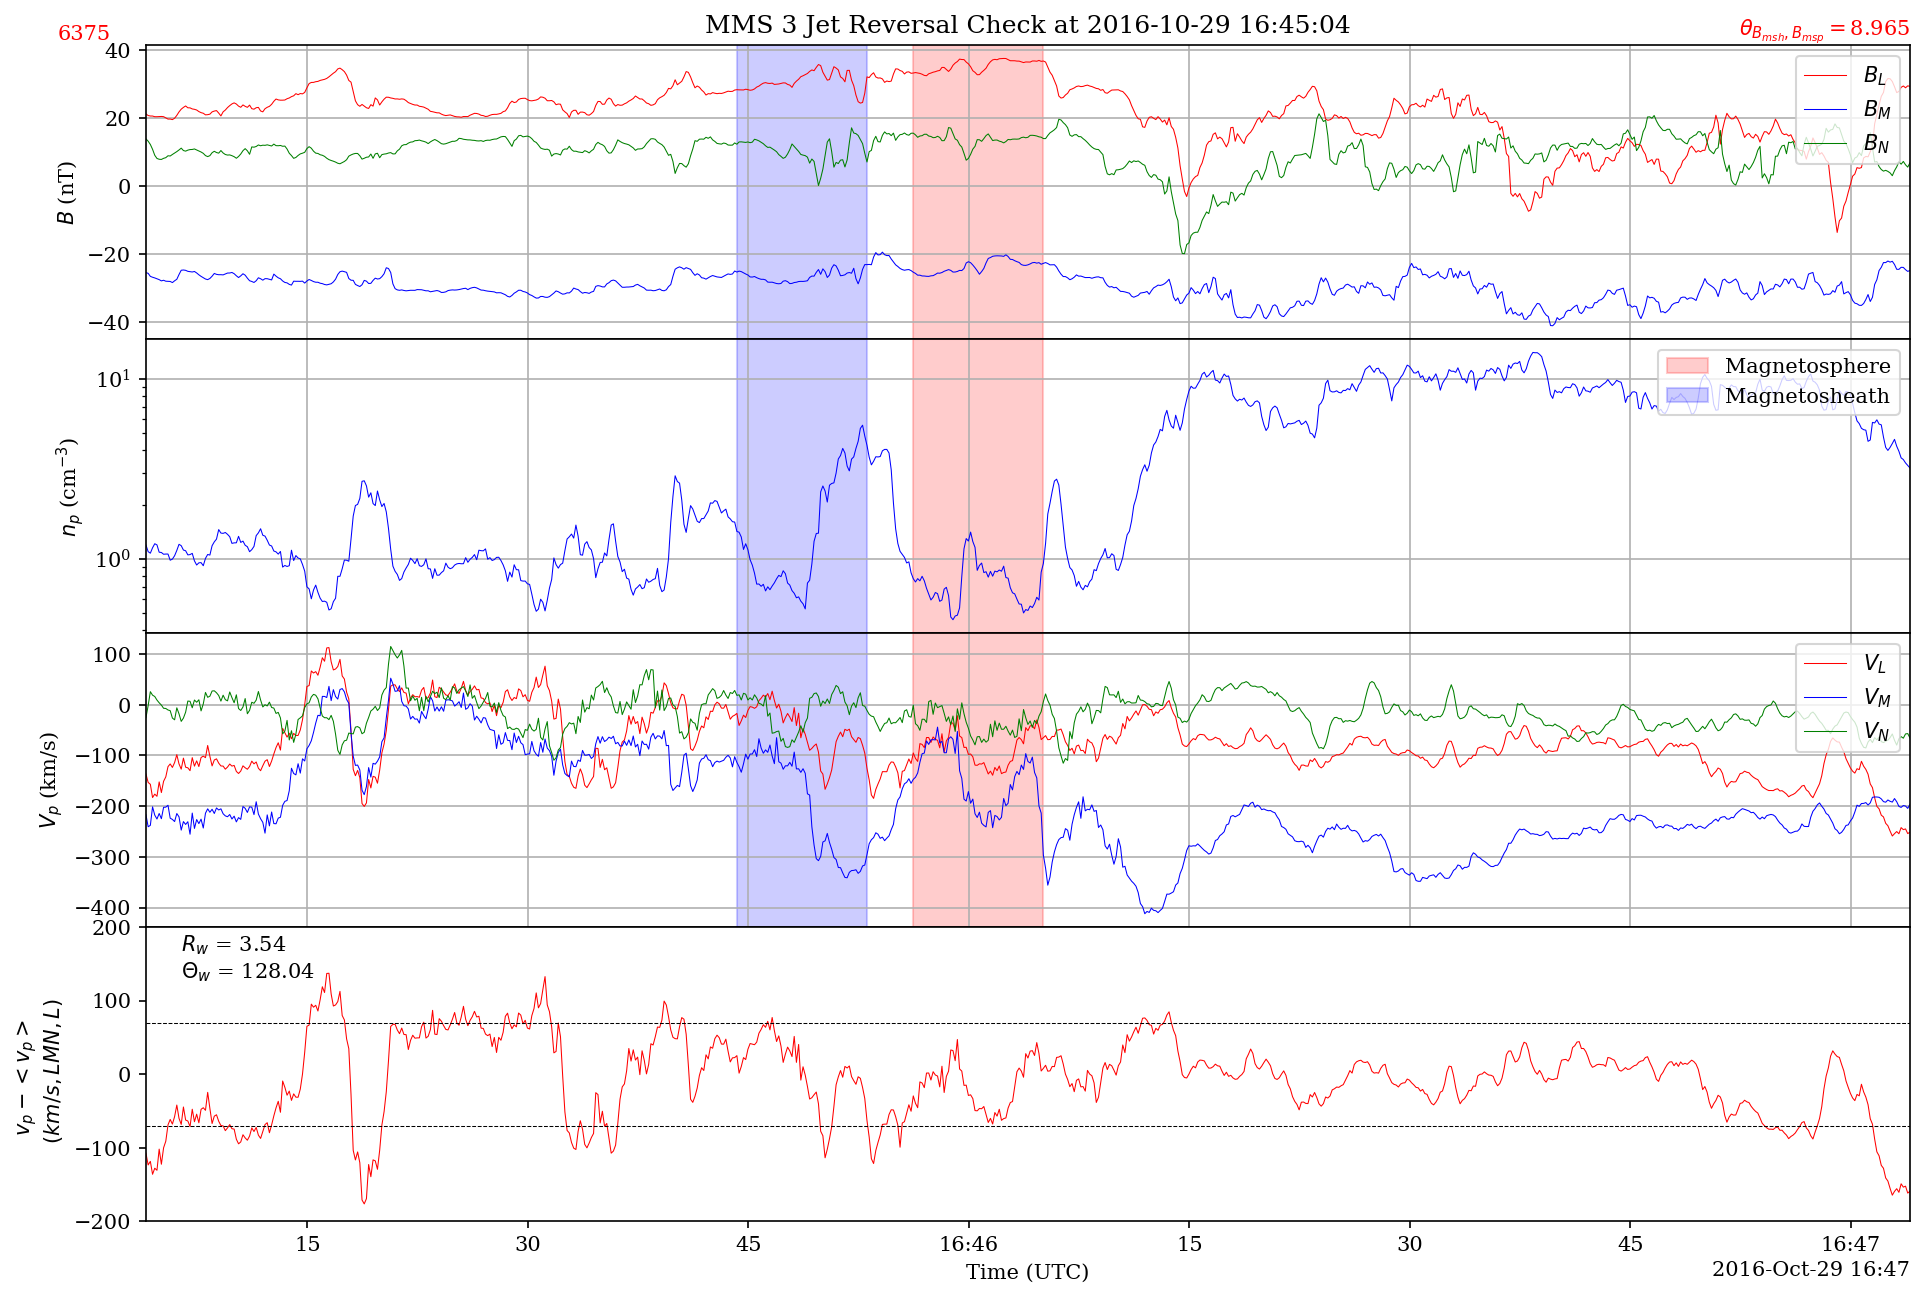 MMS 3 Jet Reversal Check at 2016-10-29 16:45:04
6375
θ_{B_{msh}, B_{msp}} = 8.965
40
20
0
−20
−40
B (nT)
B_L
B_M
B_N
10^1
10^0
n_p (cm^{−3})
Magnetosphere
Magnetosheath
100
0
−100
−200
−300
−400
V_p (km/s)
V_L
V_M
V_N
200
100
0
−100
−200
v_p − < v_p >
(km/s, LMN, L)
R_w = 3.54
Θ_w = 128.04
15 30 45 16:46 15 30 45 16:47
Time (UTC)
2016-Oct-29 16:47